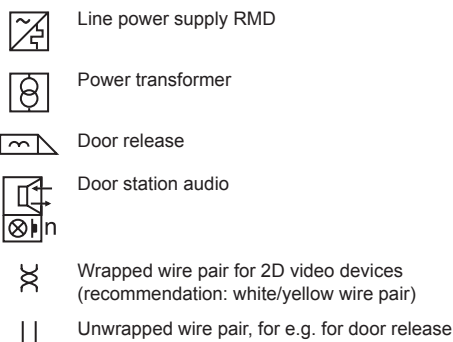 Line power supply RMD
Power transformer
Door release
Door station audio
n
Wrapped wire pair for 2D video devices
(recommendation: white/yellow wire pair)
Unwrapped wire pair, for e.g. for door release